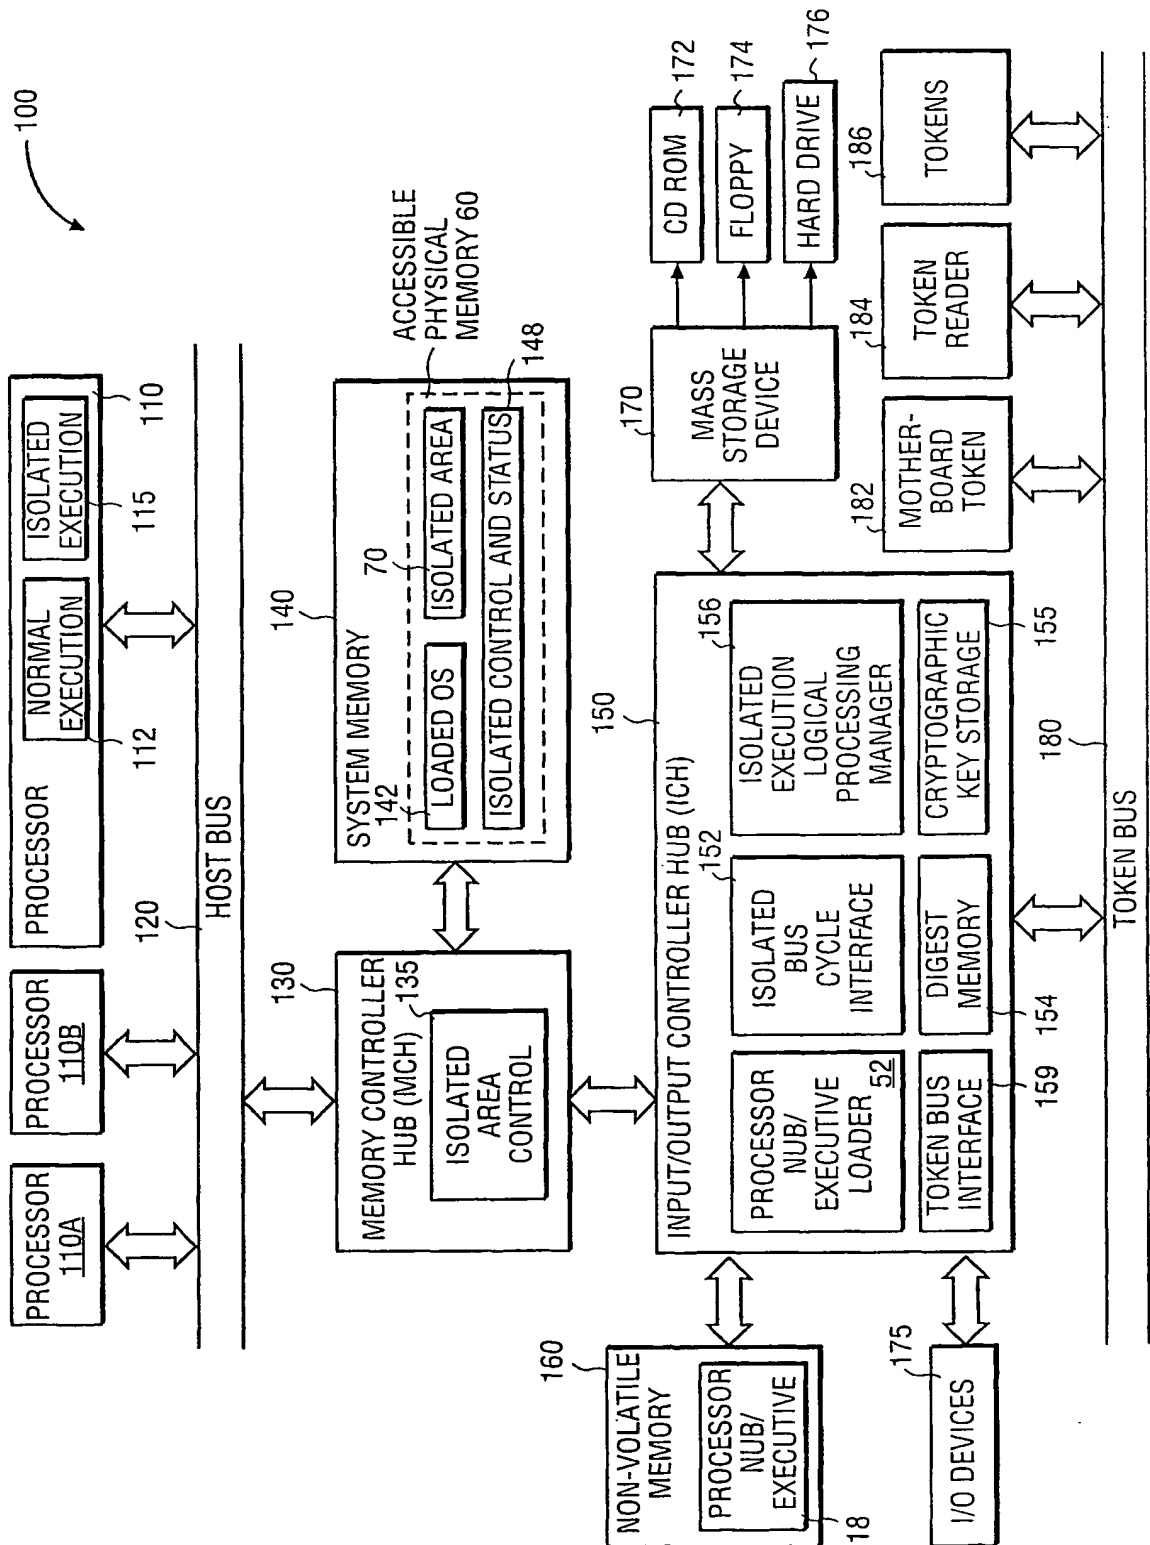 100
PROCESSOR
110A
PROCESSOR
110B
PROCESSOR
NORMAL
EXECUTION
112
ISOLATED
EXECUTION
115
110
120
HOST BUS
130
MEMORY CONTROLLER
HUB (MCH)
135
ISOLATED
AREA
CONTROL
140
SYSTEM MEMORY
142
LOADED OS
70
ISOLATED AREA
ISOLATED CONTROL AND STATUS
148
ACCESSIBLE
PHYSICAL
MEMORY 60
160
NON-VOLATILE
MEMORY
PROCESSOR
NUB/
EXECUTIVE
18
150
INPUT/OUTPUT CONTROLLER HUB (ICH)
PROCESSOR
NUB/
EXECUTIVE
LOADER
52
152
ISOLATED
BUS
CYCLE
INTERFACE
156
ISOLATED
EXECUTION
LOGICAL
PROCESSING
MANAGER
TOKEN BUS
INTERFACE
159
DIGEST
MEMORY
154
CRYPTOGRAPHIC
KEY STORAGE
155
170
MASS
STORAGE
DEVICE
CD ROM
172
FLOPPY
174
HARD DRIVE
176
175
I/O DEVICES
182
MOTHER-
BOARD
TOKEN
184
TOKEN
READER
186
TOKENS
180
TOKEN BUS